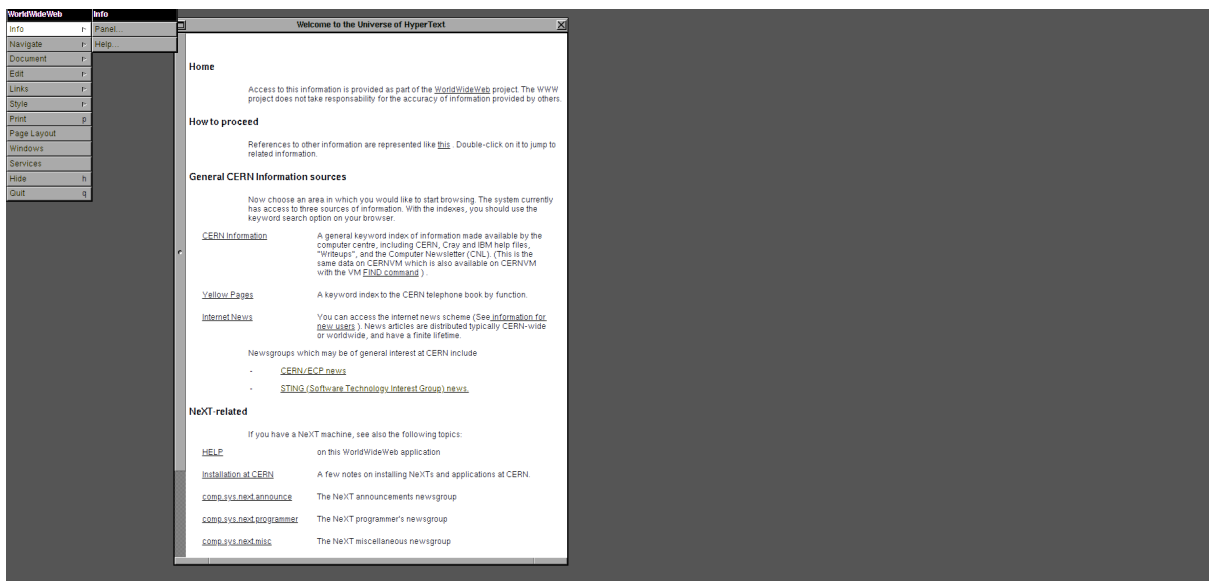 WorldWideWeb
Info
Navigate
Document
Edit
Links
Style
Print p
Page Layout
Windows
Services
Hide h
Quit q
Info
Panel...
Help...
Welcome to the Universe of HyperText
Home
Access to this information is provided as part of the WorldWideWeb project. The WWW
project does not take responsability for the accuracy of information provided by others.
How to proceed
References to other information are represented like this . Double-click on it to jump to
related information.
General CERN Information sources
Now choose an area in which you would like to start browsing. The system currently
has access to three sources of information. With the indexes, you should use the
keyword search option on your browser.
CERN Information
A general keyword index of information made available by the
computer centre, including CERN, Cray and IBM help files,
"Writeups", and the Computer Newsletter (CNL). (This is the
same data on CERNVM which is also available on CERNVM
with the VM FIND command ) .
Yellow Pages
A keyword index to the CERN telephone book by function.
Internet News
You can access the internet news scheme (See information for
new users ). News articles are distributed typically CERN-wide
or worldwide, and have a finite lifetime.
Newsgroups which may be of general interest at CERN include
- CERN/ECP news
- STING (Software Technology Interest Group) news.
NeXT-related
If you have a NeXT machine, see also the following topics:
HELP
on this WorldWideWeb application
Installation at CERN
A few notes on installing NeXTs and applications at CERN.
comp.sys.next.announce
The NeXT announcements newsgroup
comp.sys.next.programmer
The NeXT programmer's newsgroup
comp.sys.next.misc
The NeXT miscellaneous newsgroup